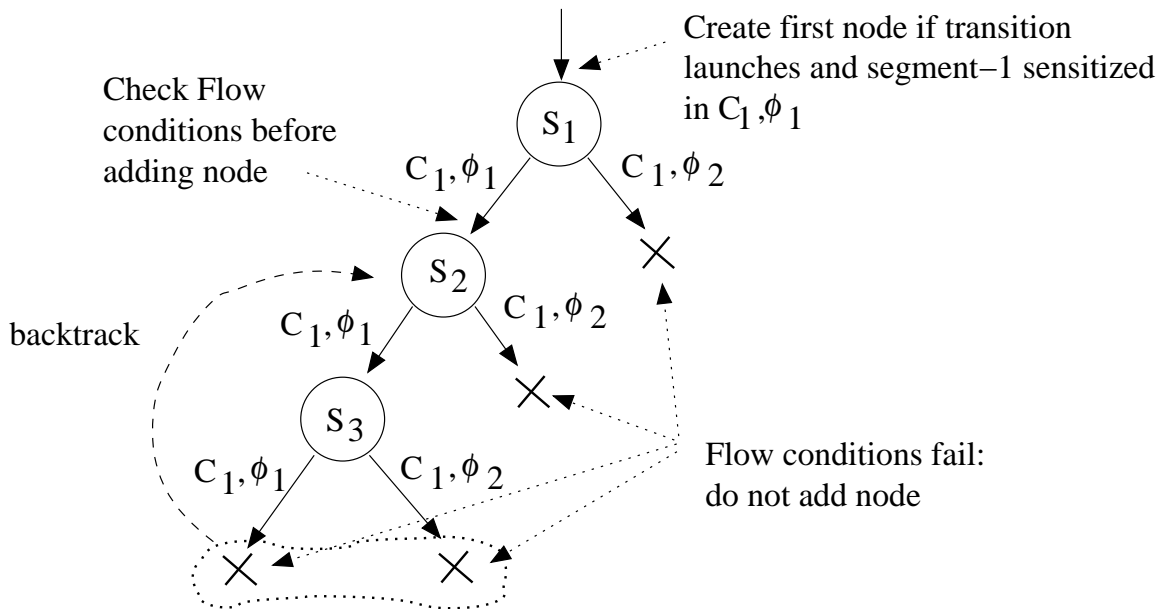 Create first node if transition
launches and segment−1 sensitized
in C1,ϕ1
Check Flow
conditions before
adding node
S1
C1,ϕ1
C1,ϕ2
S2
C1,ϕ1
C1,ϕ2
backtrack
S3
C1,ϕ1
C1,ϕ2
Flow conditions fail:
do not add node